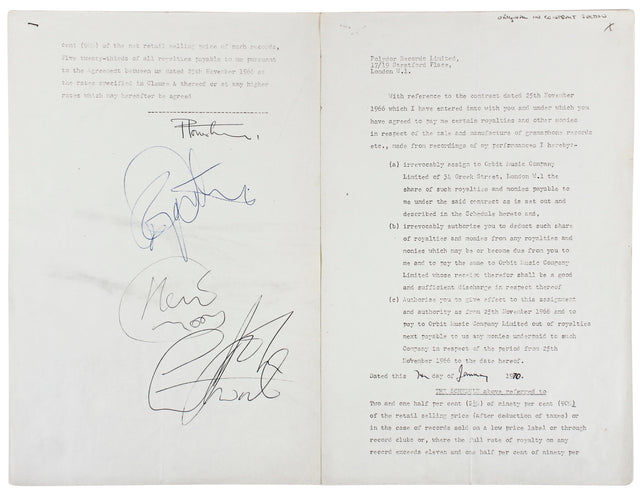 cent (90%) of the net retail selling price of such records,
Five twenty-thirds of all royalties payable to me pursuant
to the Agreement between us dated 25th November 1966 at
the rates specified in Clause thereof or at any higher
rates which may hereafter be agreed
Polydor Records Limited,
17/19 Stratford Place,
London W.1.
With reference to the contract dated 25th November
1966 which I have entered into with you and under which you
have agreed to pay me certain royalties and other monies
in respect of the sale and manufacture of gramophone records
etc., made from recordings of my performances I hereby:-
(a) irrevocably assign to Orbit Music Company
Limited of 34 Greek Street, London W.1 the
share of such royalties and monies payable to
me under the said contract as is set out and
described in the Schedule hereto and,
(b) irrevocably authorise you to deduct such share
of royalties and monies from any royalties and
monies which may be or become due from you to
me and to pay the same to Orbit Music Company
Limited whose receipt therefor shall be a good
and sufficient discharge in respect thereof
(c) Authorise you to give effect to this assignment
and authority as from 25th November 1966 and to
pay to Orbit Music Company Limited out of royalties
next payable to us any monies underpaid to such
Company in respect of the period from 25th
November 1966 to the date hereof.
Dated this day of January 1970.
THE SCHEDULE above referred to
Two and one half per cent (2½%) of ninety per cent (90%)
of the retail selling price (After deduction of taxes) or
in the case of records sold on a low price label or through
record clubs or, where the full rate of royalty on any
record exceeds eleven and one half per cent of ninety per